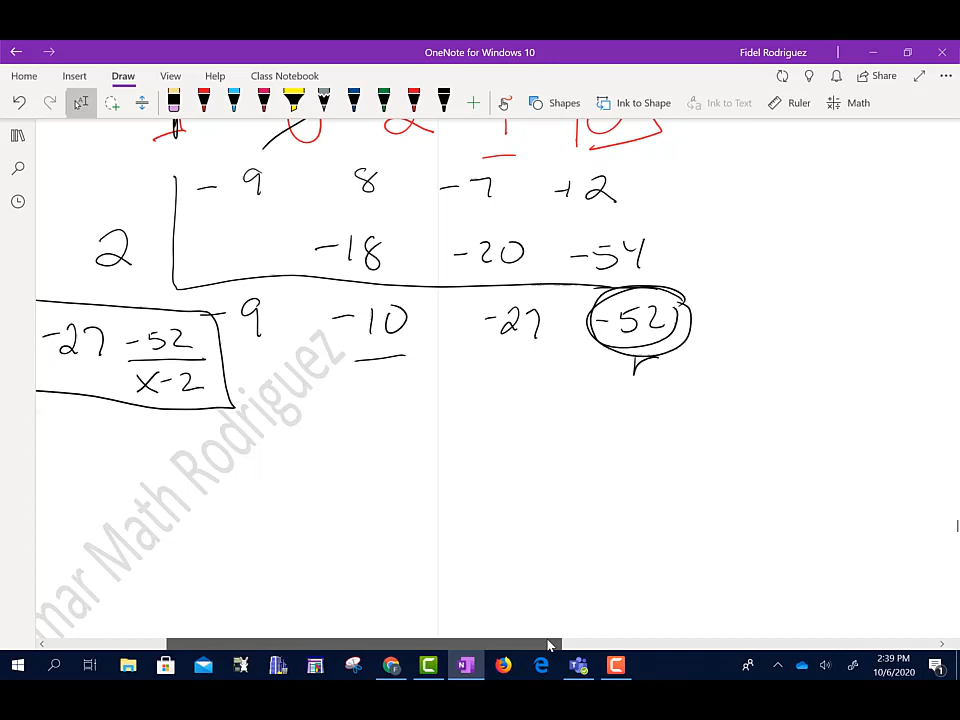 OneNote for Windows 10
Fidel Rodriguez
Home Insert Draw View Help Class Notebook Share
Shapes Ink to Shape Ink to Text Ruler Math
- 9 8 -7 +2
2 -18 -20 -54
- 9 -10 -27 -52
-27 -52
x-2
r
mar Math Rodriguez
2:39 PM
10/6/2020
1